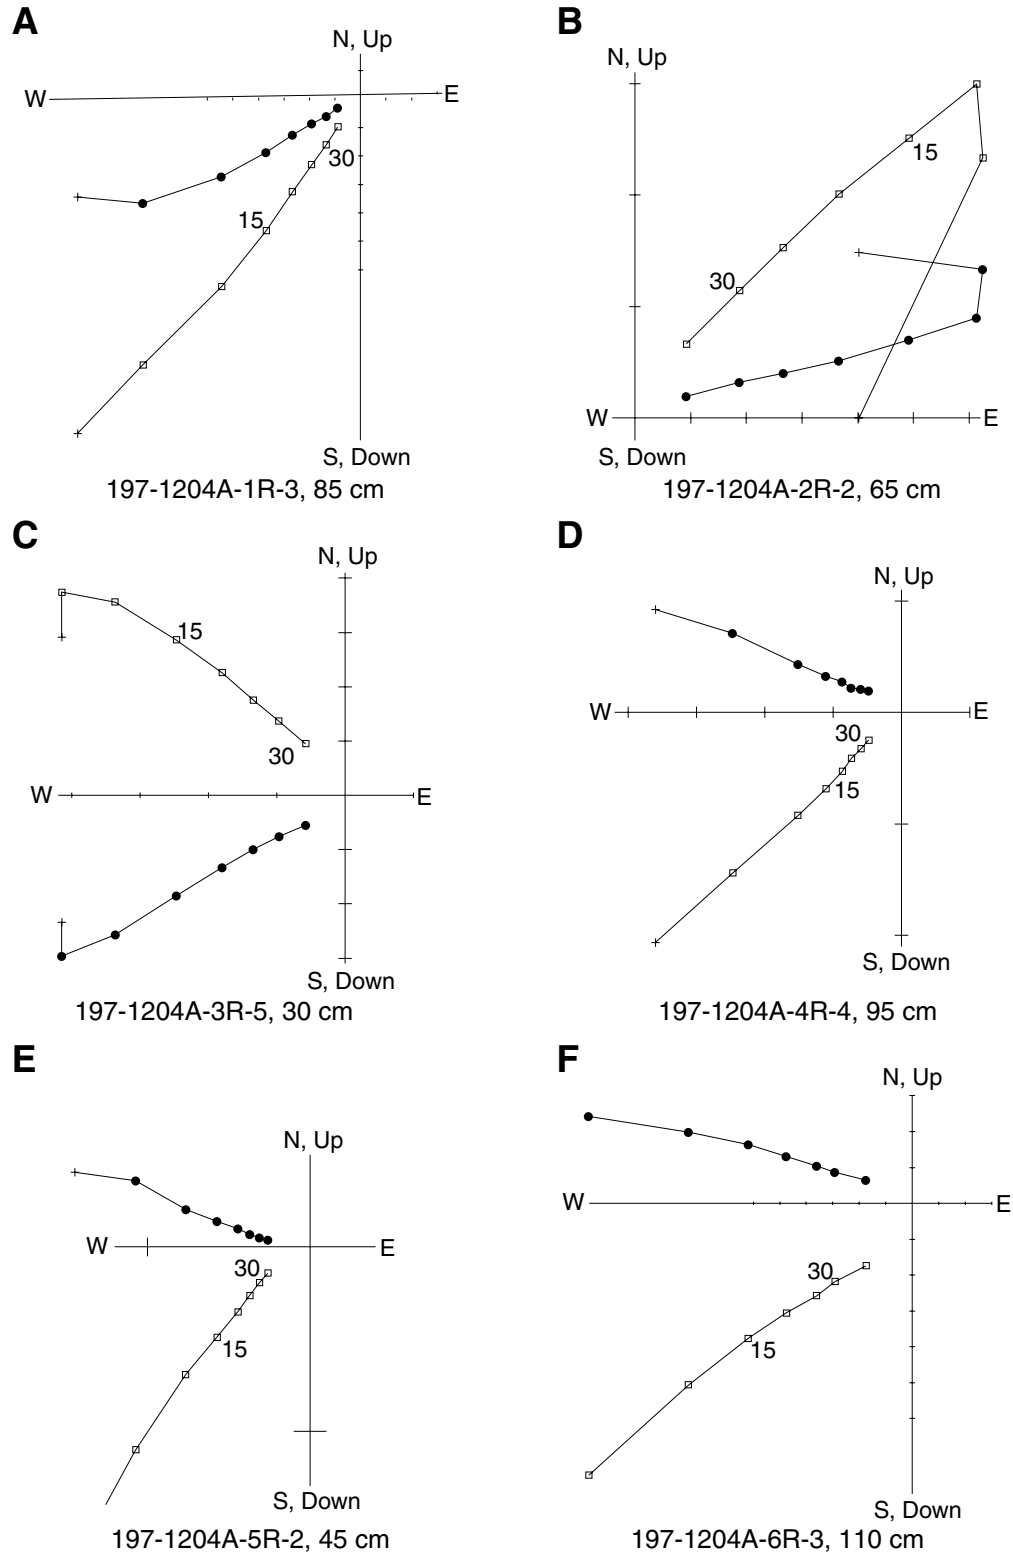 A
N, Up
W
E
30
15
S, Down
197-1204A-1R-3, 85 cm
B
N, Up
15
30
W
E
S, Down
197-1204A-2R-2, 65 cm
C
N, Up
15
30
W
E
S, Down
197-1204A-3R-5, 30 cm
D
N, Up
W
E
30
15
S, Down
197-1204A-4R-4, 95 cm
E
N, Up
W
E
30
15
S, Down
197-1204A-5R-2, 45 cm
F
N, Up
W
E
30
15
S, Down
197-1204A-6R-3, 110 cm